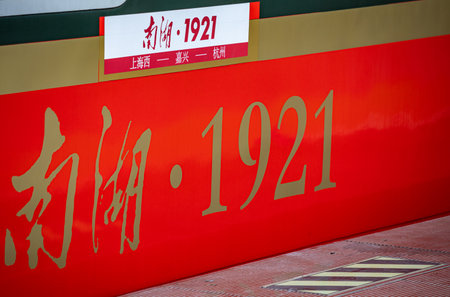 南湖·1921
上海西 — 嘉兴 — 杭州
南湖·1921